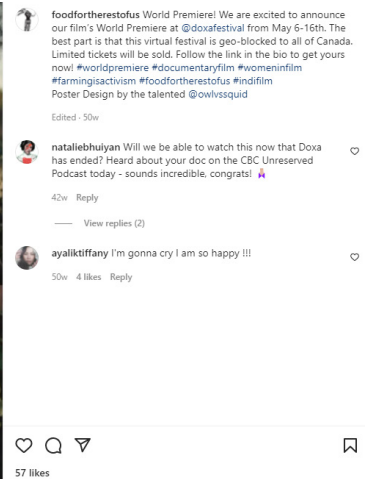 foodfortherestofus World Premiere! We are excited to announce
our film's World Premiere at @doxafestival from May 6-16th. The
best part is that this virtual festival is geo-blocked to all of Canada.
Limited tickets will be sold. Follow the link in the bio to get yours
now! #worldpremiere #documentaryfilm #womeninfilm
#farmingisactivism #foodfortherestofus #indifilm
Poster Design by the talented @owlvssquid
Edited · 50w
nataliebhuiyan Will we be able to watch this now that Doxa
has ended? Heard about your doc on the CBC Unreserved
Podcast today - sounds incredible, congrats!
42w Reply
View replies (2)
ayaliktiffany I'm gonna cry I am so happy !!!
50w 4 likes Reply
57 likes